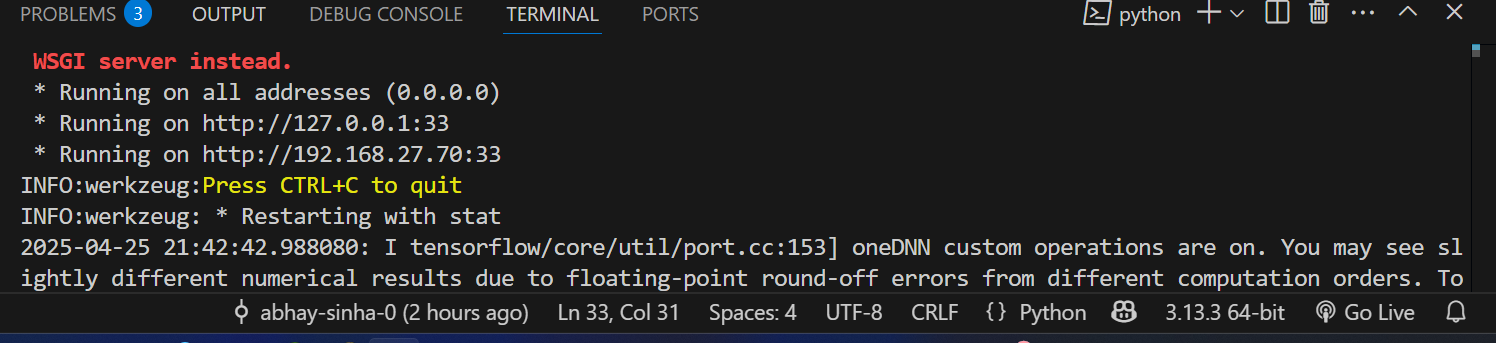 PROBLEMS 3 OUTPUT DEBUG CONSOLE TERMINAL PORTS python
WSGI server instead.
* Running on all addresses (0.0.0.0)
* Running on http://127.0.0.1:33
* Running on http://192.168.27.70:33
INFO:werkzeug:Press CTRL+C to quit
INFO:werkzeug: * Restarting with stat
2025-04-25 21:42:42.988080: I tensorflow/core/util/port.cc:153] oneDNN custom operations are on. You may see sl
ightly different numerical results due to floating-point round-off errors from different computation orders. To
abhay-sinha-0 (2 hours ago) Ln 33, Col 31 Spaces: 4 UTF-8 CRLF {} Python 3.13.3 64-bit Go Live